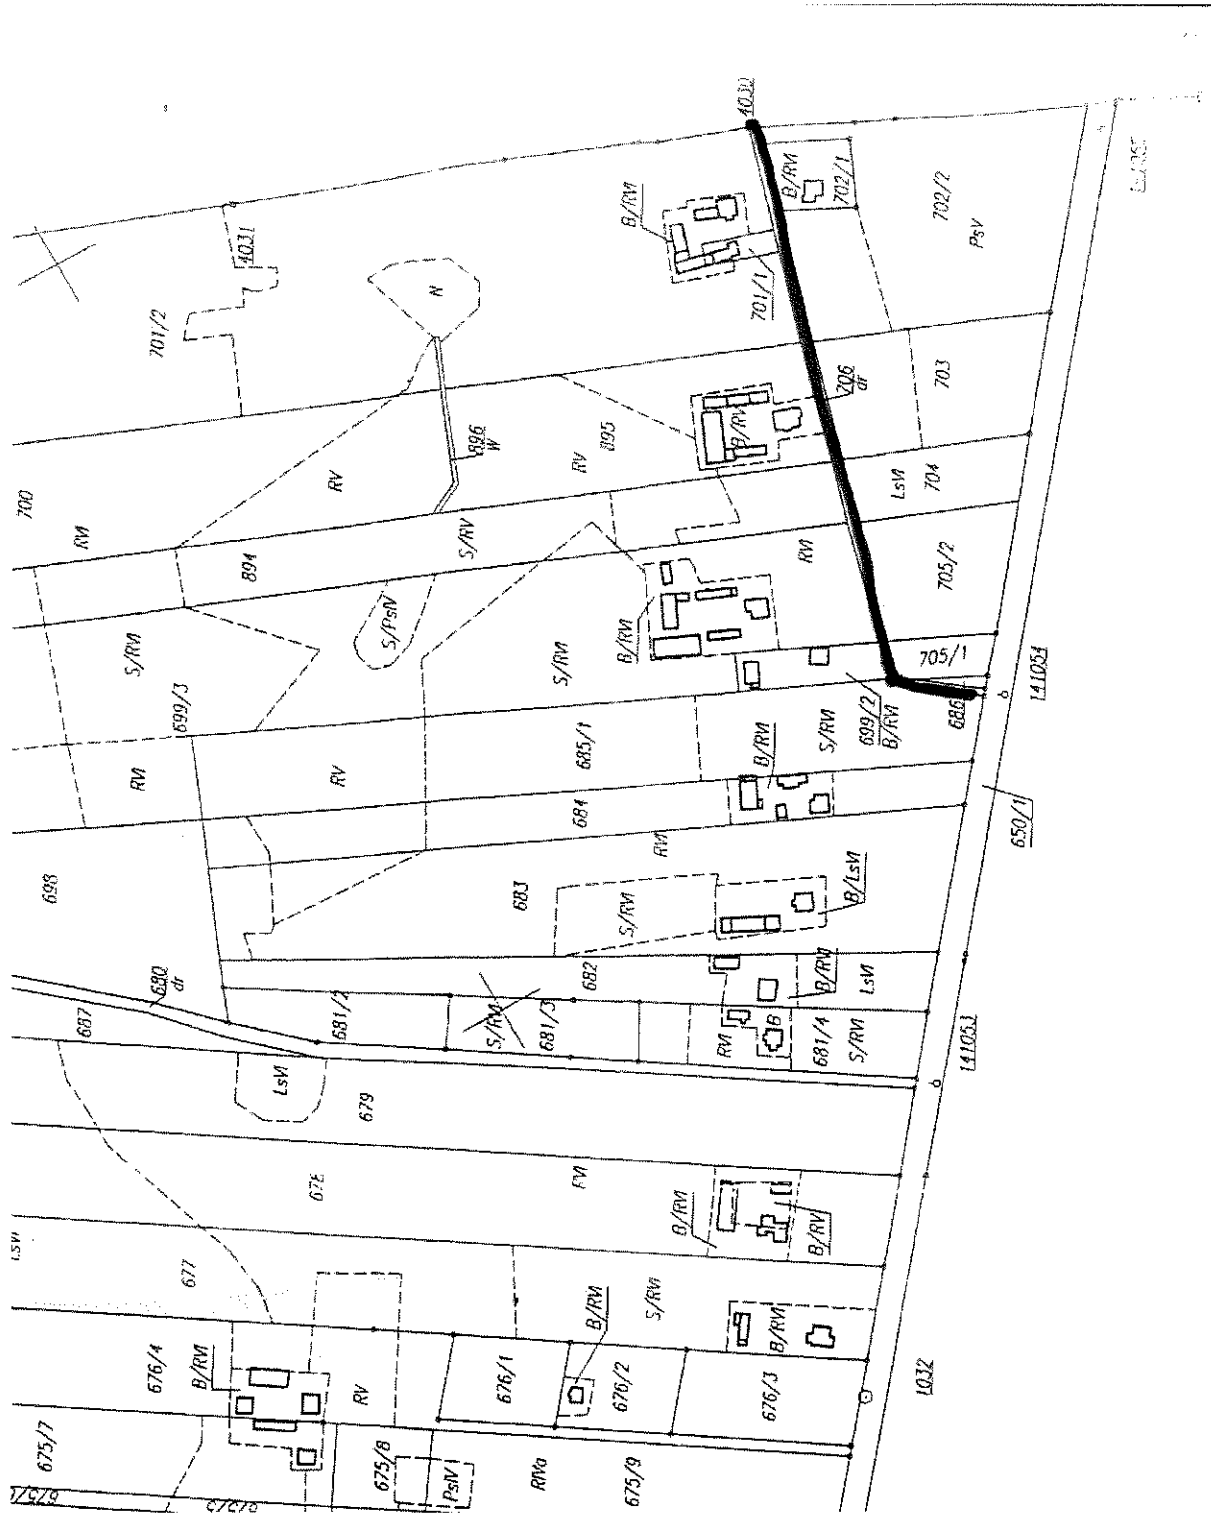 4030
141055
B/RVI
B/RVI
702/1
702/2
PsV
4031
N
701/1
701/2
706
dr
703
896
W
895
B/RV
RV
RV
LsVI
704
700
RVI
894
S/RV
RVI
705/2
S/PsIV
B/RVI
S/RVI
S/RVI
705/1
141054
699/3
699/2
B/RVI
686
S/RVI
B/RVI
685/1
RVI
RV
684
650/1
RVI
698
683
S/RVI
B/LsVI
680
dr
682
B/RVI
LsVI
687
681/2
S/RVI
681/3
RVI
B
681/4
S/RVI
141053
LsVI
679
678
RVI
B/RVI
B/RV
LsVI
677
S/RVI
B/RVI
B/RVI
676/4
B/RVI
RV
676/1
676/2
676/3
1032
675/7
675/8
PsIV
RIVa
675/9